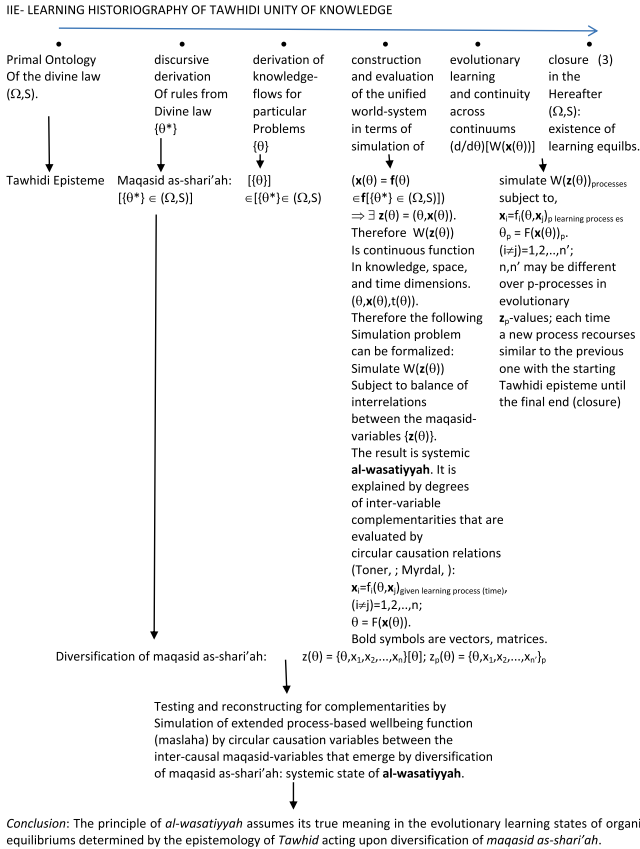 IIE- LEARNING HISTORIOGRAPHY OF TAWHIDI UNITY OF KNOWLEDGE
Primal Ontology
Of the divine law
(Ω,S).
discursive
derivation
Of rules from
Divine law
{θ*}
derivation of
knowledge-
flows for
particular
Problems
{θ}
construction
and evaluation
of the unified
world-system
in terms of
simulation of
evolutionary
learning
and continuity
across
continuums
(d/dθ)[W(x(θ)]
closure (3)
in the
Hereafter
(Ω,S):
existence of
learning equilbs.
Tawhidi Episteme
Maqasid as-shari'ah:
[{θ*} ∈ (Ω,S)]
[{θ}]
∈[{θ*}∈ (Ω,S)
(x(θ) = f(θ)
∈f[{θ*} ∈ (Ω,S)])
⇒ ∃ z(θ) = (θ,x(θ)).
Therefore W(z(θ))
Is continuous function
In knowledge, space,
and time dimensions.
(θ,x(θ),t(θ)).
Therefore the following
Simulation problem
can be formalized:
Simulate W(z(θ))
Subject to balance of
interrelations
between the maqasid-
variables {z(θ)}.
The result is systemic
al-wasatiyyah. It is
explained by degrees
of inter-variable
complementarities that are
evaluated by
circular causation relations
(Toner, ; Myrdal, ):
xi=fi(θ,xj)given learning process (time),
(i≠j)=1,2,..,n;
θ = F(x(θ)).
Bold symbols are vectors, matrices.
simulate W(z(θ))processes
subject to,
xi=fi(θ,xj)p learning process es
θp = F(x(θ))p.
(i≠j)=1,2,..,n';
n,n' may be different
over p-processes in
evolutionary
zp-values; each time
a new process recourses
similar to the previous
one with the starting
Tawhidi episteme until
the final end (closure)
Diversification of maqasid as-shari'ah: z(θ) = {θ,x1,x2,...,xn}[θ]; zp(θ) = {θ,x1,x2,...,xn'}p
Testing and reconstructing for complementarities by
Simulation of extended process-based wellbeing function
(maslaha) by circular causation variables between the
inter-causal maqasid-variables that emerge by diversification
of maqasid as-shari'ah: systemic state of al-wasatiyyah.
Conclusion: The principle of al-wasatiyyah assumes its true meaning in the evolutionary learning states of organi
equilibriums determined by the epistemology of Tawhid acting upon diversification of maqasid as-shari'ah.